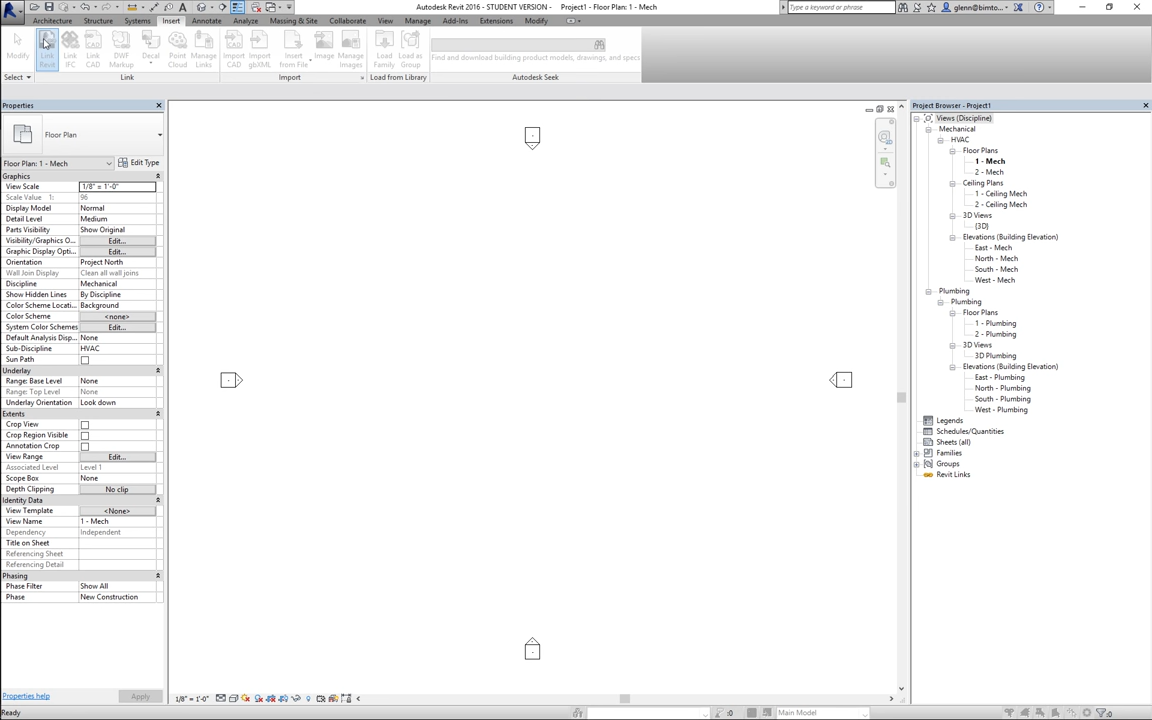 Autodesk Revit 2016 - STUDENT VERSION - Project1 - Floor Plan: 1 - Mech
Type a keyword or phrase
glenn@bimto...
Architecture Structure Systems Insert Annotate Analyze Massing & Site Collaborate View Manage Add-Ins Extensions Modify
Modify
Link Revit
Link IFC
Link CAD
DWF Markup
Decal
Point Cloud
Manage Links
Import CAD
Import gbXML
Insert from File
Image
Manage Images
Load Family
Load as Group
Find and download building product models, drawings, and specs
Select Link Import Load from Library Autodesk Seek
Properties
Floor Plan
Floor Plan: 1 - Mech Edit Type
Graphics
View Scale 1/8" = 1'-0"
Scale Value 1: 96
Display Model Normal
Detail Level Medium
Parts Visibility Show Original
Visibility/Graphics O... Edit...
Graphic Display Opti... Edit...
Orientation Project North
Wall Join Display Clean all wall joins
Discipline Mechanical
Show Hidden Lines By Discipline
Color Scheme Locati... Background
Color Scheme <none>
System Color Schemes Edit...
Default Analysis Disp... None
Sub-Discipline HVAC
Sun Path
Underlay
Range: Base Level None
Range: Top Level None
Underlay Orientation Look down
Extents
Crop View
Crop Region Visible
Annotation Crop
View Range Edit...
Associated Level Level 1
Scope Box None
Depth Clipping No clip
Identity Data
View Template <None>
View Name 1 - Mech
Dependency Independent
Title on Sheet
Referencing Sheet
Referencing Detail
Phasing
Phase Filter Show All
Phase New Construction
Properties help Apply
Project Browser - Project1
Views (Discipline)
Mechanical
HVAC
Floor Plans
1 - Mech
2 - Mech
Ceiling Plans
1 - Ceiling Mech
2 - Ceiling Mech
3D Views
{3D}
Elevations (Building Elevation)
East - Mech
North - Mech
South - Mech
West - Mech
Plumbing
Plumbing
Floor Plans
1 - Plumbing
2 - Plumbing
3D Views
3D Plumbing
Elevations (Building Elevation)
East - Plumbing
North - Plumbing
South - Plumbing
West - Plumbing
Legends
Schedules/Quantities
Sheets (all)
Families
Groups
Revit Links
1/8" = 1'-0"
Ready
:0
Main Model
:0